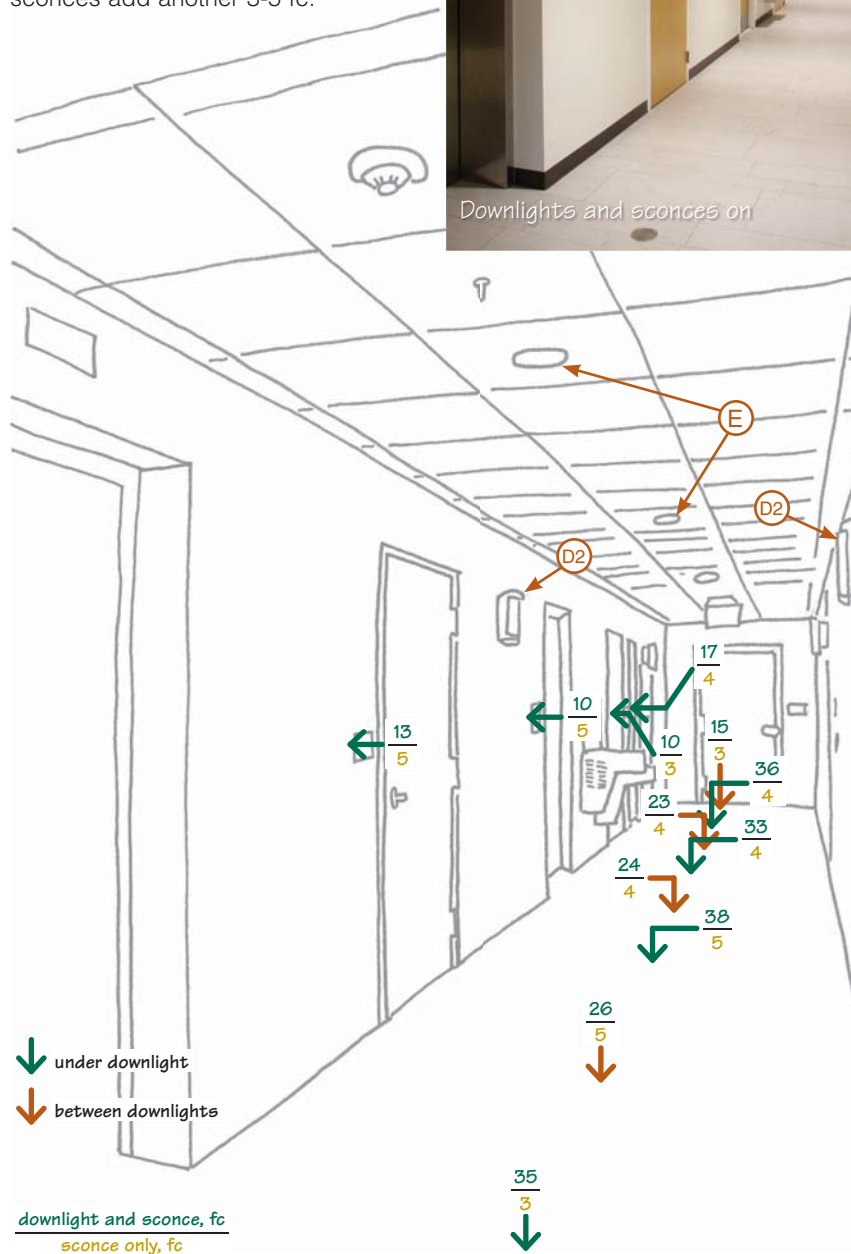 sconces add another 3-5 fc.
Downlights and sconces on
E
D2
D2
17
4
13
5
10
5
10
3
15
3
36
4
23
4
33
4
24
4
38
5
26
5
under downlight
between downlights
35
3
downlight and sconce, fc
sconce only, fc